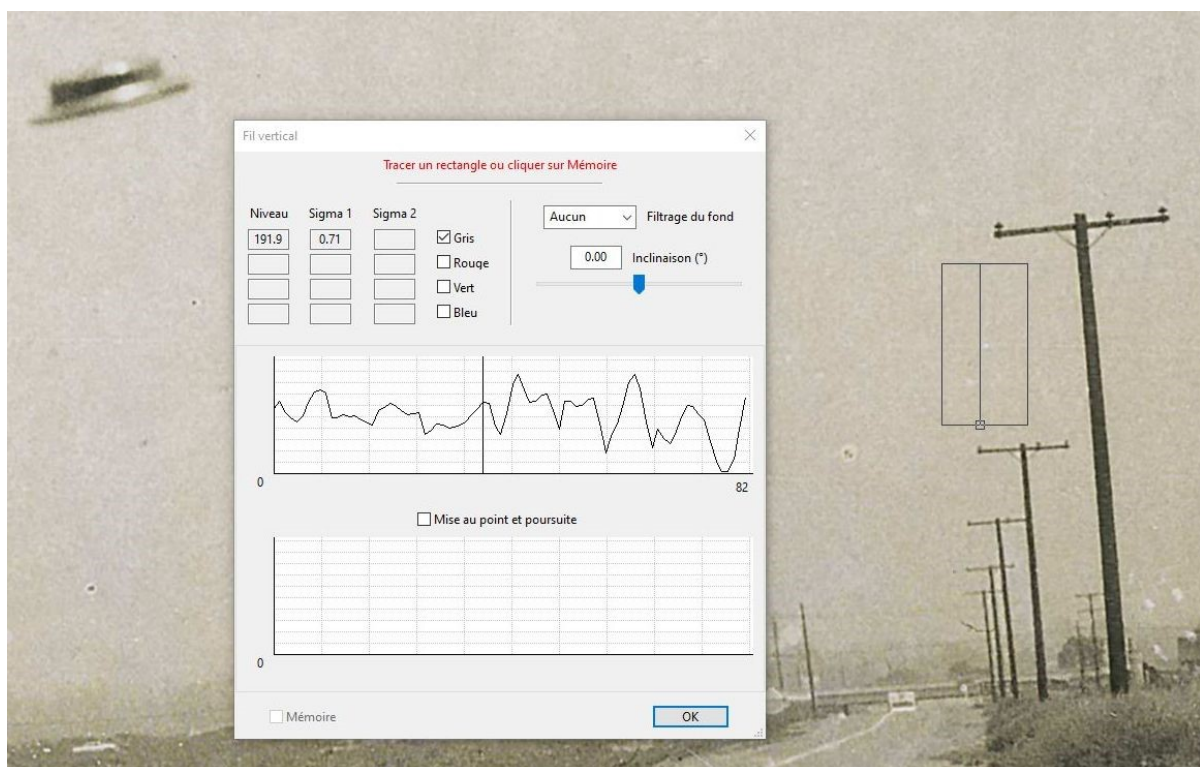 Fil vertical
Tracer un rectangle ou cliquer sur Mémoire
Niveau Sigma 1 Sigma 2
191.9 0.71 Gris
Rouge
Vert
Bleu
Aucun Filtrage du fond
0.00 Inclinaison (°)
0
82
Mise au point et poursuite
0
Mémoire
OK